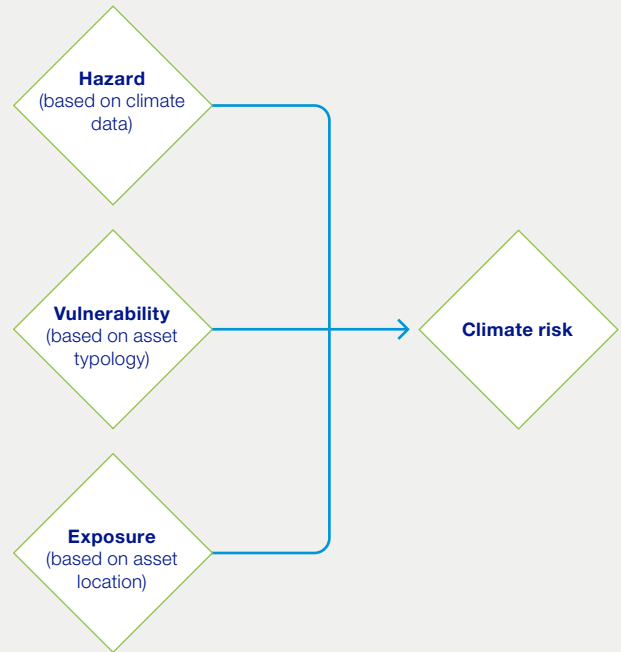 Hazard
(based on climate
data)
Vulnerability
(based on asset
typology)
Climate risk
Exposure
(based on asset
location)